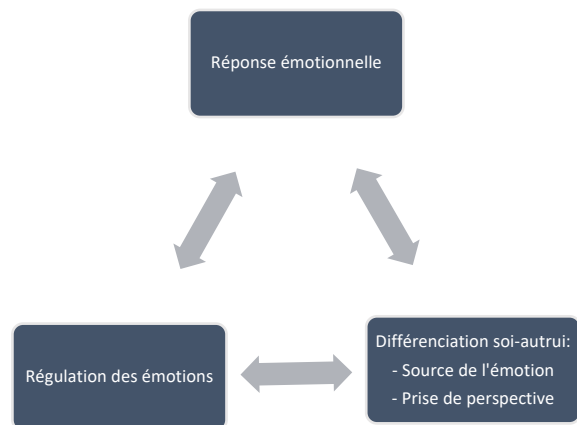 Réponse émotionnelle
Régulation des émotions
Différenciation soi-autrui:
- Source de l'émotion
- Prise de perspective